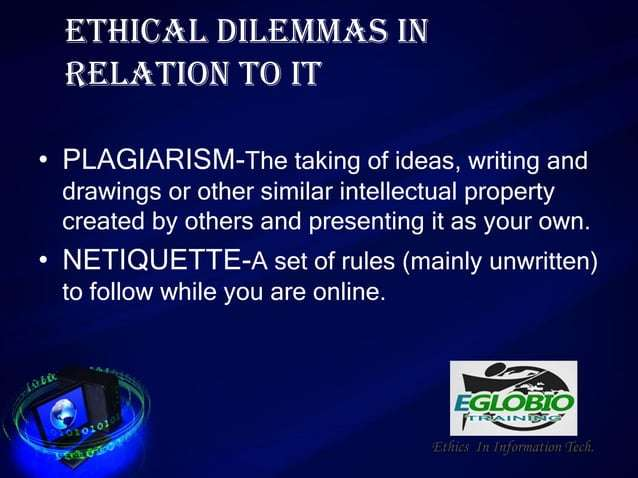 ETHICAL DILEMMAS IN
RELATION TO IT
• PLAGIARISM-The taking of ideas, writing and
drawings or other similar intellectual property
created by others and presenting it as your own.
• NETIQUETTE-A set of rules (mainly unwritten)
to follow while you are online.
EGLOBIO
TRAINING
Ethics In Information Tech.